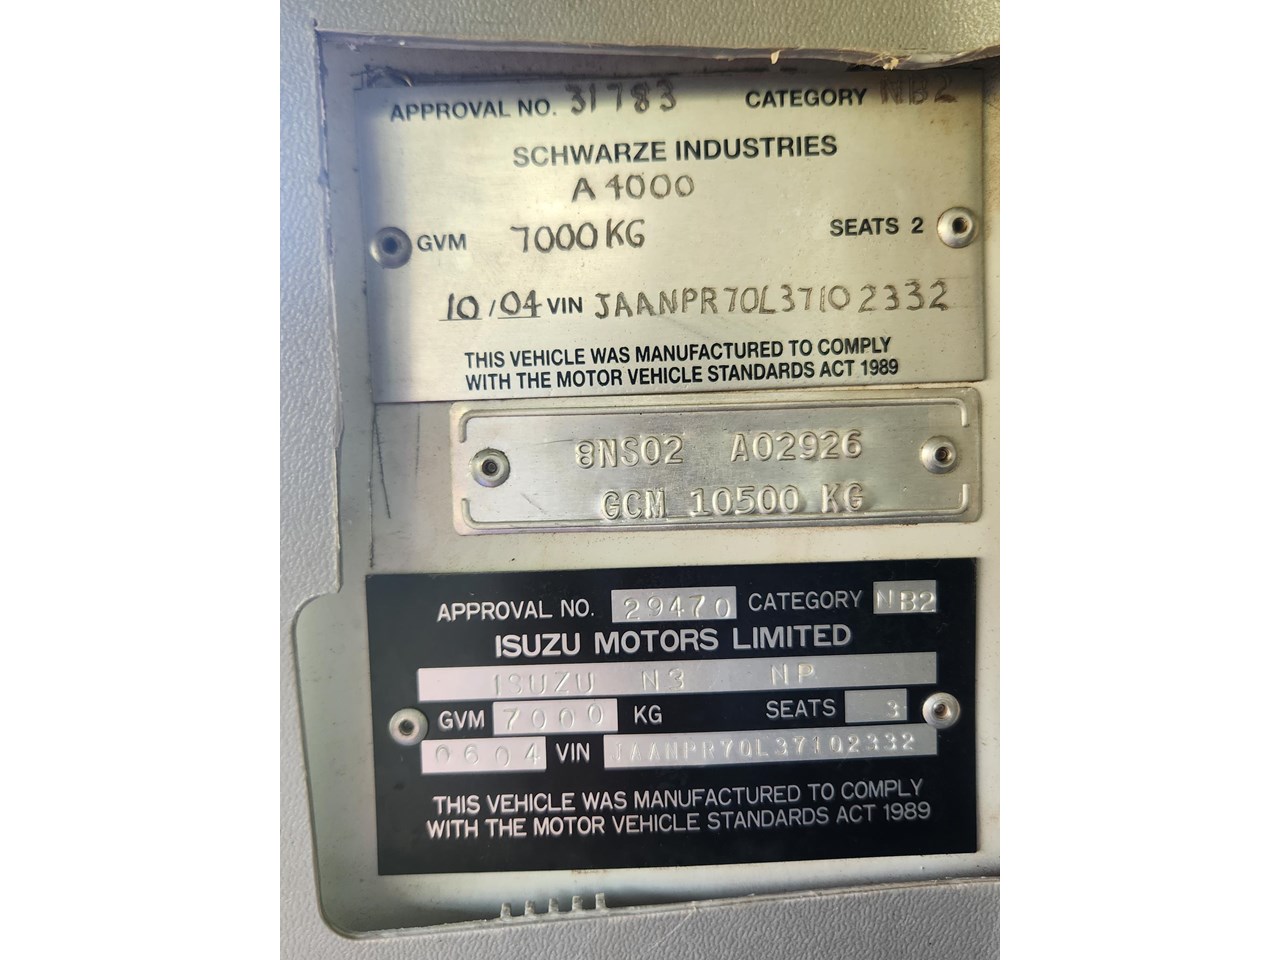 APPROVAL NO. 31783 CATEGORY NB2
SCHWARZE INDUSTRIES
A4000
GVM 7000KG SEATS 2
10/04 VIN JAANPR70L37102332
THIS VEHICLE WAS MANUFACTURED TO COMPLY
WITH THE MOTOR VEHICLE STANDARDS ACT 1989
8NS02 A02926
GCM 10500 KG
APPROVAL NO. 29470 CATEGORY NB2
ISUZU MOTORS LIMITED
ISUZU N3 NP
GVM 7000 KG SEATS 3
0604 VIN JAANPR70L37102332
THIS VEHICLE WAS MANUFACTURED TO COMPLY
WITH THE MOTOR VEHICLE STANDARDS ACT 1989